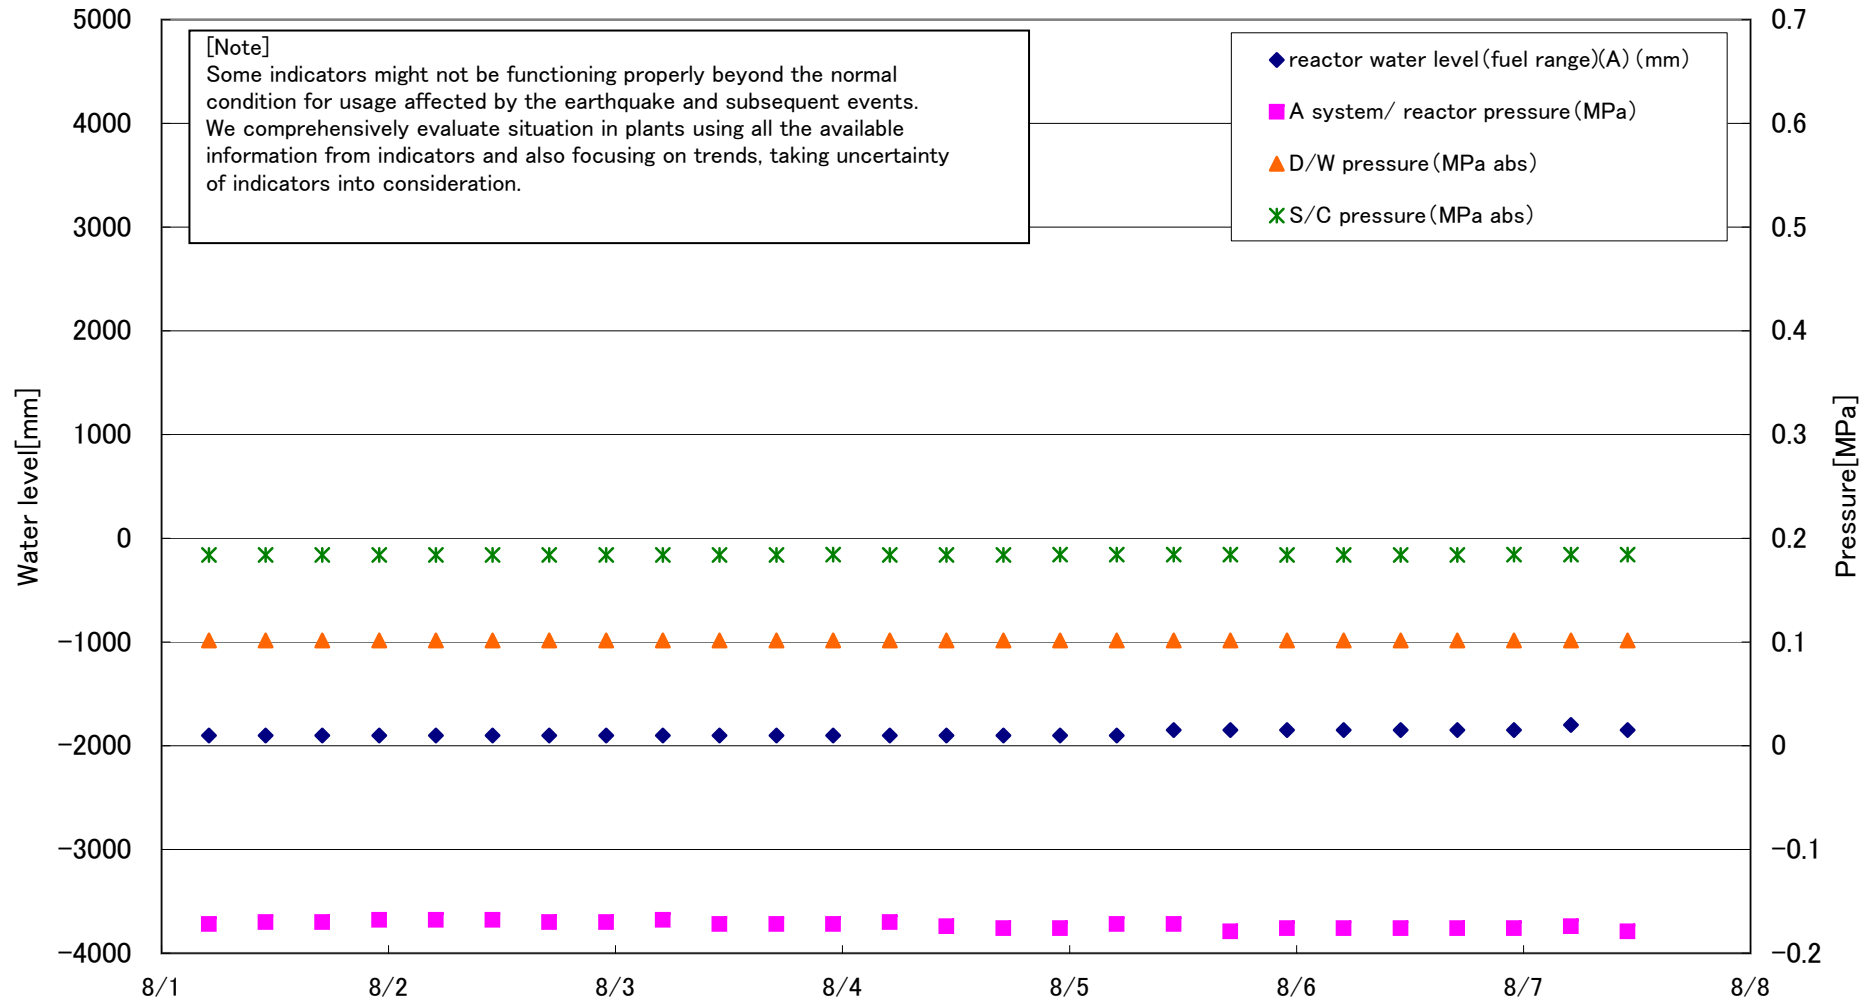 5000
4000
3000
2000
1000
0
−1000
−2000
−3000
−4000
Water level[mm]
[Note]
Some indicators might not be functioning properly beyond the normal
condition for usage affected by the earthquake and subsequent events.
We comprehensively evaluate situation in plants using all the available
information from indicators and also focusing on trends, taking uncertainty
of indicators into consideration.
reactor water level(fuel range)(A) (mm)
A system/ reactor pressure(MPa)
D/W pressure(MPa abs)
S/C pressure(MPa abs)
0.7
0.6
0.5
0.4
0.3
0.2
0.1
0
−0.1
−0.2
Pressure[MPa]
8/1
8/2
8/3
8/4
8/5
8/6
8/7
8/8